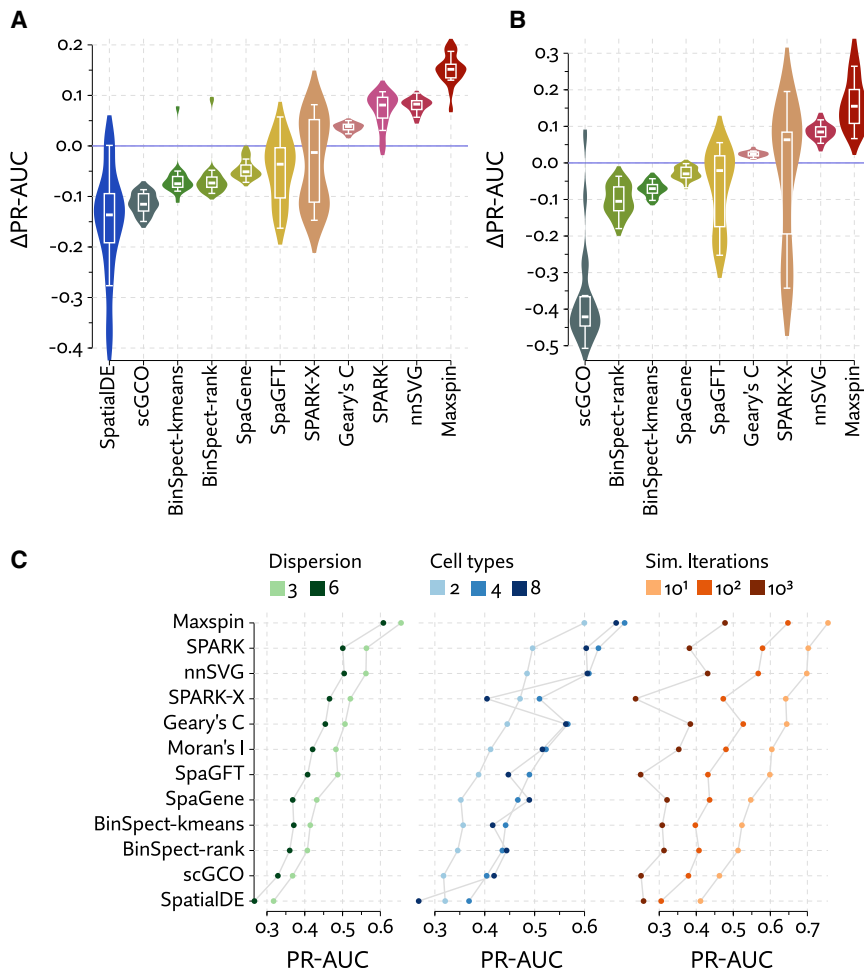 A
B
0.2
0.1
0.0
-0.1
-0.2
-0.3
-0.4
ΔPR-AUC
SpatialDE
scGCO
BinSpect-kmeans
BinSpect-rank
SpaGene
SpaGFT
SPARK-X
Geary's C
SPARK
nnSVG
Maxspin
0.3
0.2
0.1
0.0
-0.1
-0.2
-0.3
-0.4
-0.5
ΔPR-AUC
scGCO
BinSpect-rank
BinSpect-kmeans
SpaGene
SpaGFT
Geary's C
SPARK-X
nnSVG
Maxspin
C
Dispersion
3 6
Cell types
2 4 8
Sim. Iterations
10¹ 10² 10³
Maxspin
SPARK
nnSVG
SPARK-X
Geary's C
Moran's I
SpaGFT
SpaGene
BinSpect-kmeans
BinSpect-rank
scGCO
SpatialDE
0.3 0.4 0.5 0.6
PR-AUC
0.3 0.4 0.5 0.6
PR-AUC
0.3 0.4 0.5 0.6 0.7
PR-AUC